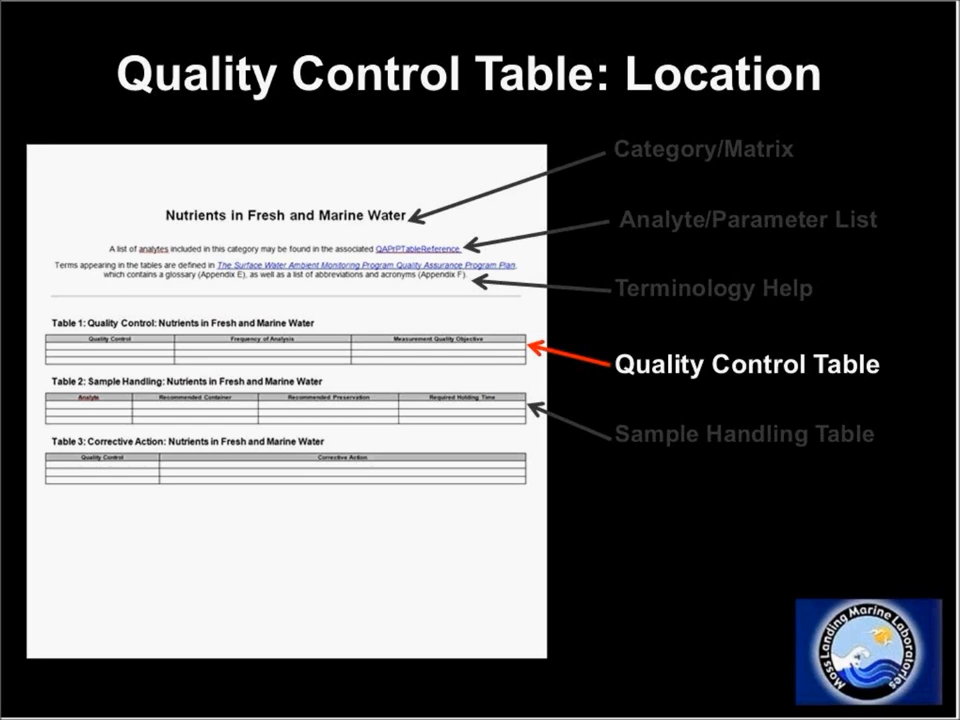 Quality Control Table: Location
Category/Matrix
Nutrients in Fresh and Marine Water
Analyte/Parameter List
A list of analytes included in this category may be found in the associated QAPrPTableReference.
Terms appearing in the tables are defined in The Surface Water Ambient Monitoring Program Quality Assurance Program Plan,
which contains a glossary (Appendix E), as well as a list of abbreviations and acronyms (Appendix F).
Terminology Help
Table 1: Quality Control: Nutrients in Fresh and Marine Water
Quality Control Frequency of Analysis Measurement Quality Objective
Quality Control Table
Table 2: Sample Handling: Nutrients in Fresh and Marine Water
Analyte Recommended Container Recommended Preservation Required Holding Time
Sample Handling Table
Table 3: Corrective Action: Nutrients in Fresh and Marine Water
Quality Control Corrective Action
Moss Landing Marine Laboratories